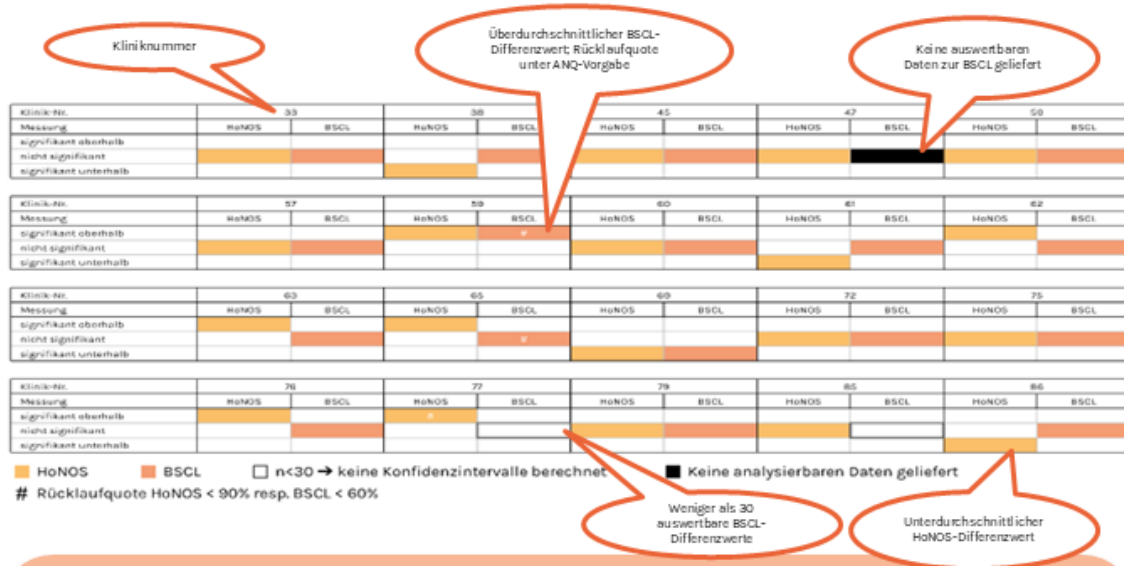 Kliniknummer
Überdurchschnittlicher BSCL-
Differenzwert; Rücklaufquote
unter ANQ-Vorgabe
Keine auswertbaren
Daten zur BSCL geliefert
Klinik-Nr. 33 38 45 47 50
Messung HoNOS BSCL HoNOS BSCL HoNOS BSCL HoNOS BSCL HoNOS BSCL
signifikant oberhalb
nicht signifikant
signifikant unterhalb
Klinik-Nr. 57 59 60 61 62
Messung HoNOS BSCL HoNOS BSCL HoNOS BSCL HoNOS BSCL HoNOS BSCL
signifikant oberhalb #
nicht signifikant
signifikant unterhalb
Klinik-Nr. 63 65 69 72 75
Messung HoNOS BSCL HoNOS BSCL HoNOS BSCL HoNOS BSCL HoNOS BSCL
signifikant oberhalb
nicht signifikant #
signifikant unterhalb
Klinik-Nr. 76 77 79 85 86
Messung HoNOS BSCL HoNOS BSCL HoNOS BSCL HoNOS BSCL HoNOS BSCL
signifikant oberhalb #
nicht signifikant
signifikant unterhalb
HoNOS BSCL n<30 → keine Konfidenzintervalle berechnet Keine analysierbaren Daten geliefert
# Rücklaufquote HoNOS < 90% resp. BSCL < 60%
Weniger als 30
auswertbare BSCL-
Differenzwerte
Unterdurchschnittlicher
HoNOS-Differenzwert